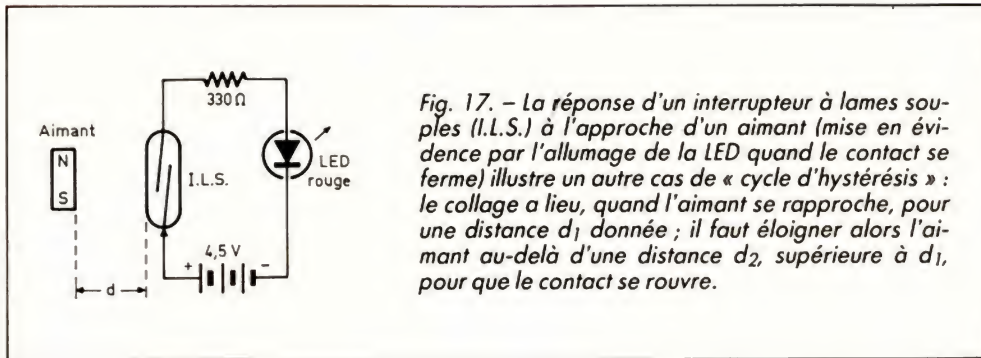 330 Ω
Aimant
N
S
I.L.S.
LED
rouge
4,5 V
+
−
d
Fig. 17. – La réponse d'un interrupteur à lames sou-
ples (I.L.S.) à l'approche d'un aimant (mise en évi-
dence par l'allumage de la LED quand le contact se
ferme) illustre un autre cas de « cycle d'hystérésis » :
le collage a lieu, quand l'aimant se rapproche, pour
une distance d1 donnée ; il faut éloigner alors l'ai-
mant au-delà d'une distance d2, supérieure à d1,
pour que le contact se rouvre.